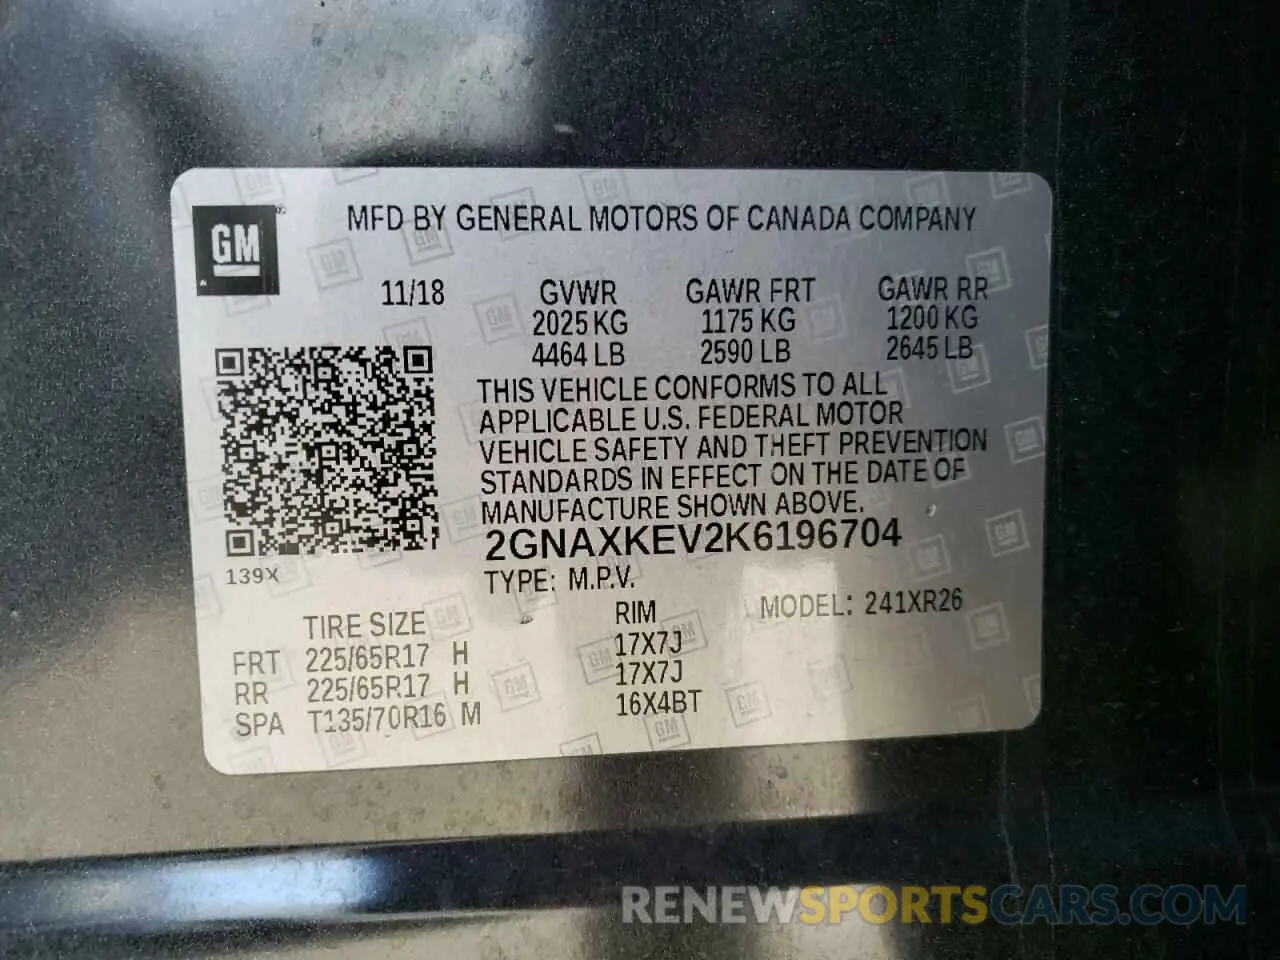 GM
MFD BY GENERAL MOTORS OF CANADA COMPANY
11/18 GVWR GAWR FRT GAWR RR
2025 KG 1175 KG 1200 KG
4464 LB 2590 LB 2645 LB
THIS VEHICLE CONFORMS TO ALL
APPLICABLE U.S. FEDERAL MOTOR
VEHICLE SAFETY AND THEFT PREVENTION
STANDARDS IN EFFECT ON THE DATE OF
MANUFACTURE SHOWN ABOVE.
2GNAXKEV2K6196704
139X
TYPE: M.P.V.
MODEL: 241XR26
TIRE SIZE RIM
FRT 225/65R17 H 17X7J
RR 225/65R17 H 17X7J
SPA T135/70R16 M 16X4BT
RENEWSPORTSCARS.COM